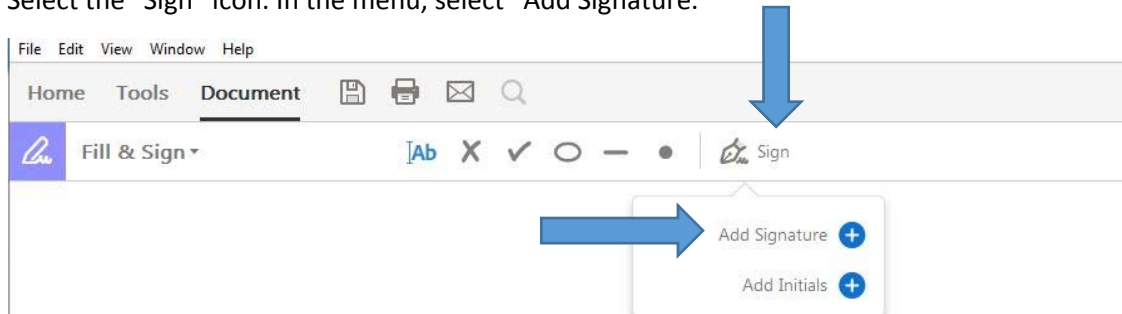 Select the "Sign" icon. In the menu, select "Add Signature."
File Edit View Window Help
Home Tools Document
Fill & Sign
Ab Sign
Add Signature
Add Initials